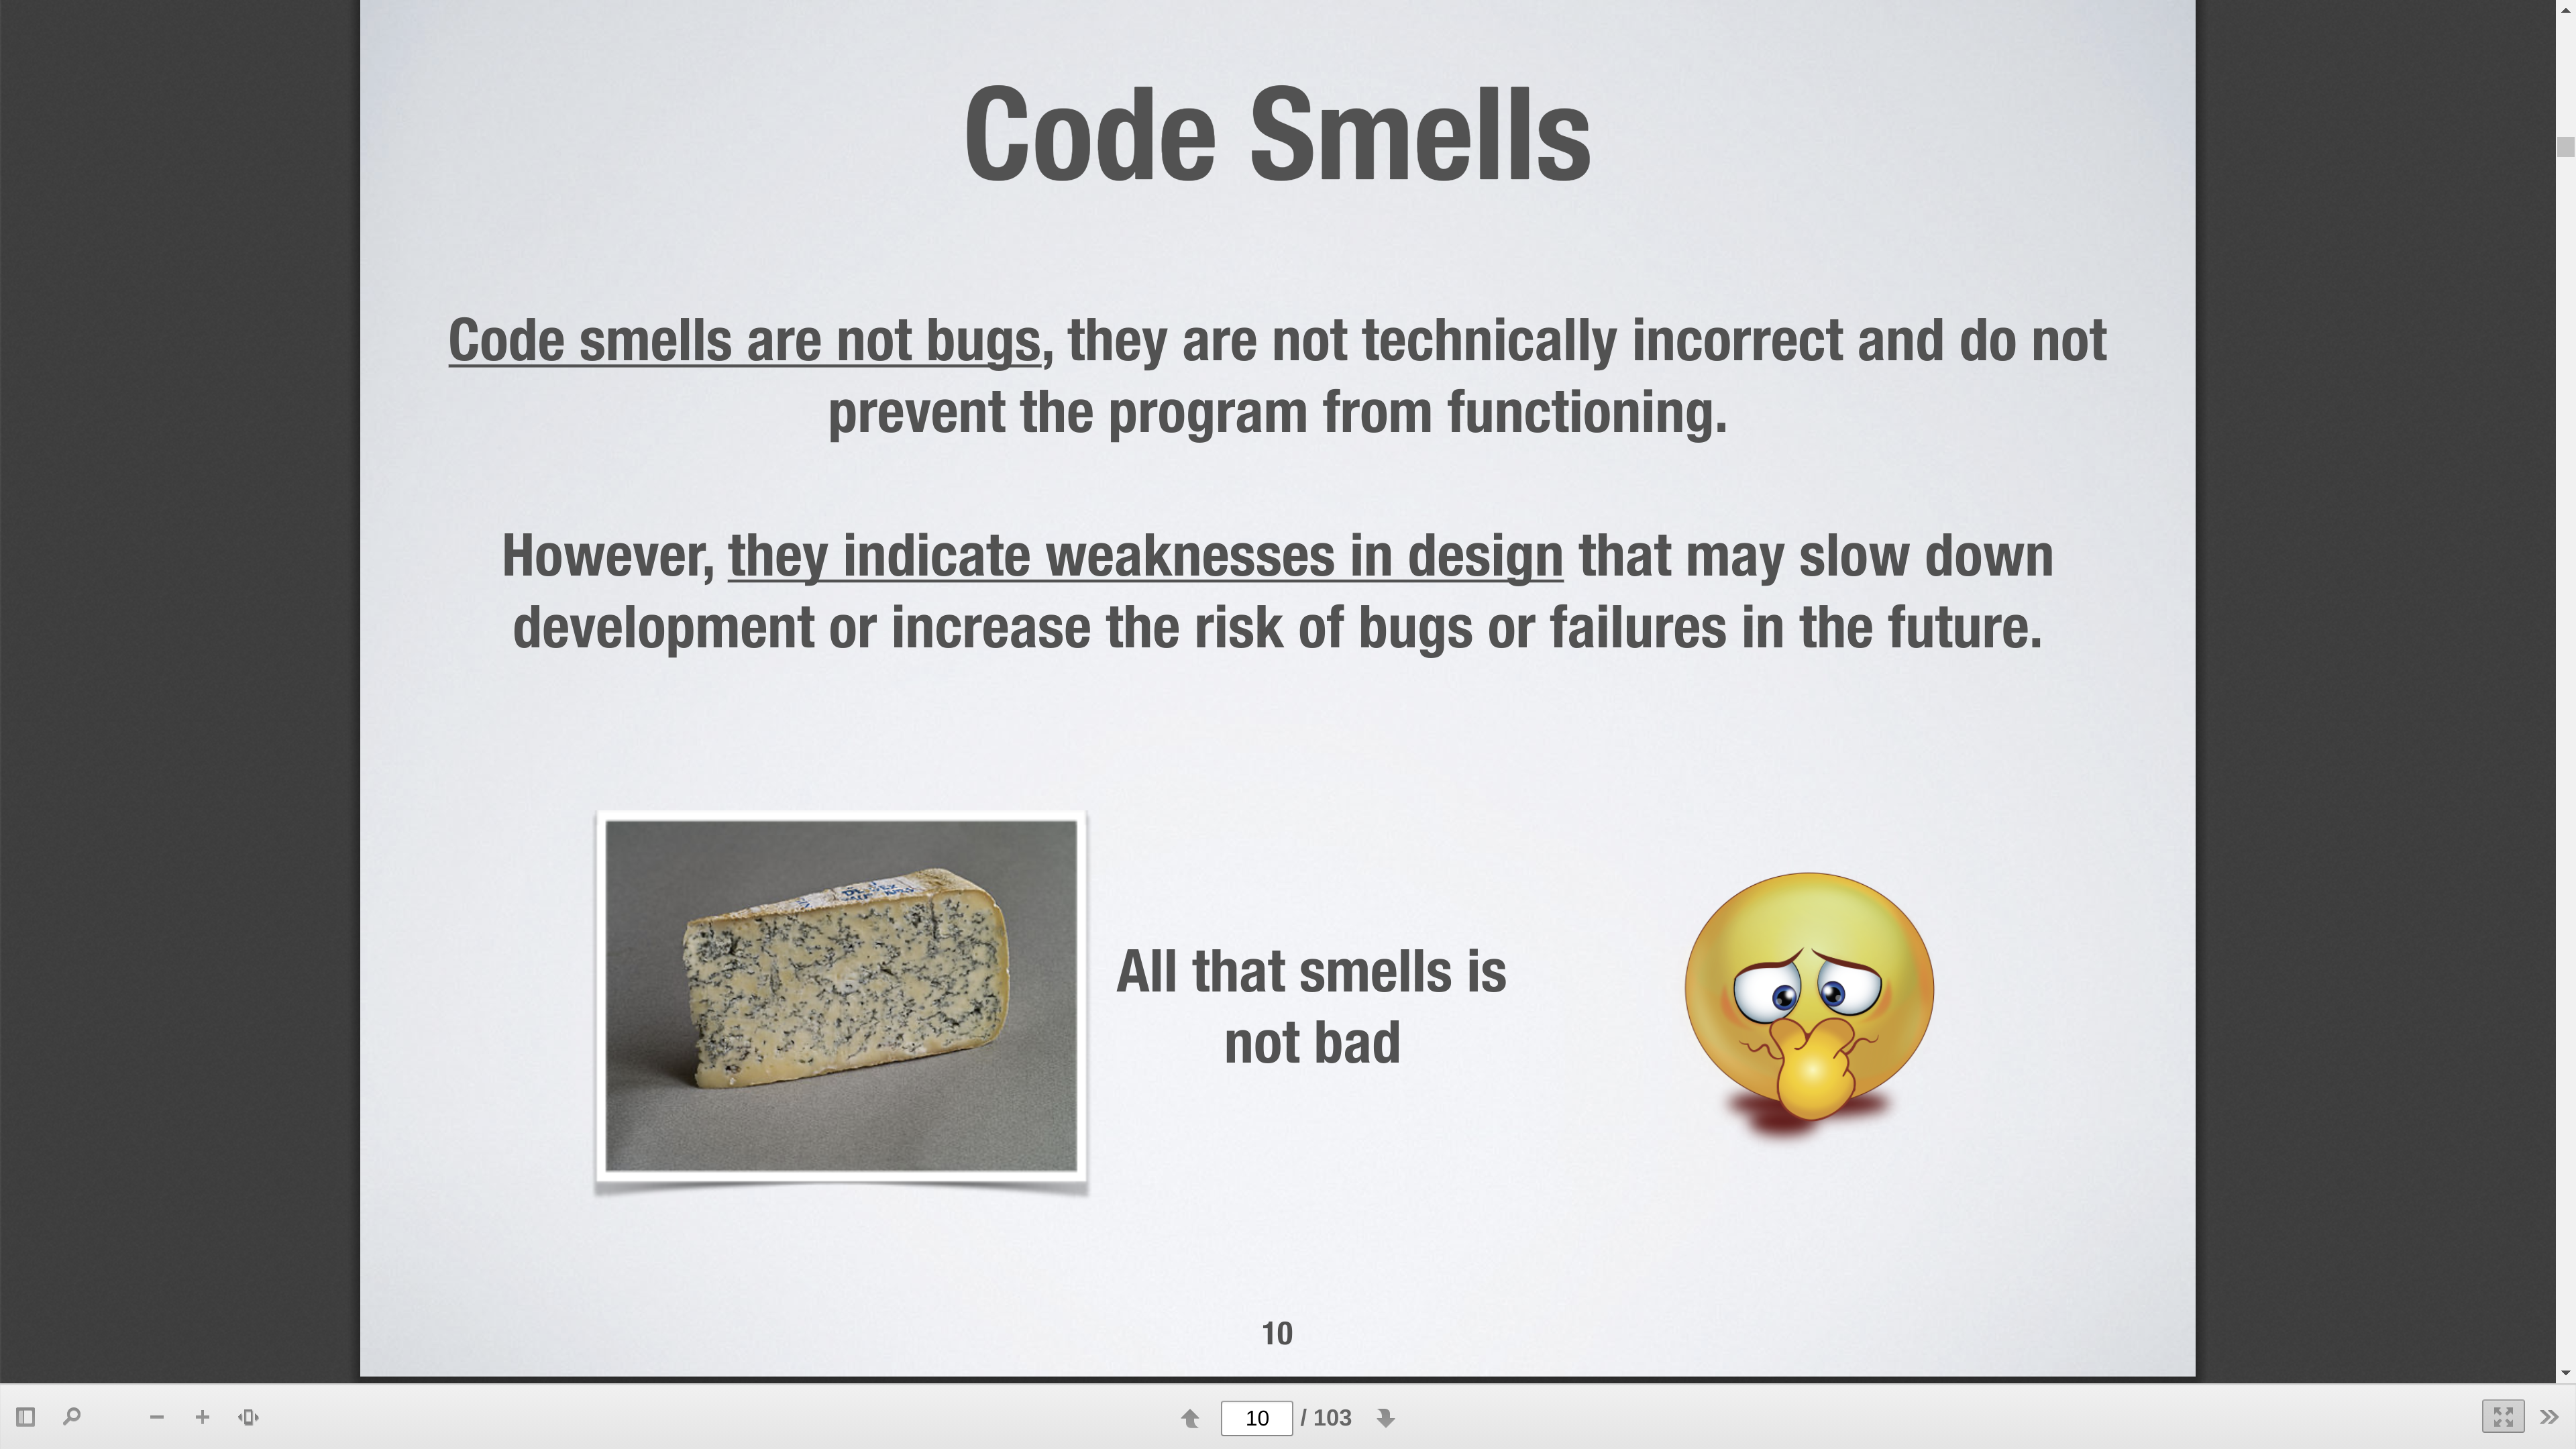 Code Smells
Code smells are not bugs, they are not technically incorrect and do not
prevent the program from functioning.
However, they indicate weaknesses in design that may slow down
development or increase the risk of bugs or failures in the future.
All that smells is
not bad
10
10 / 103